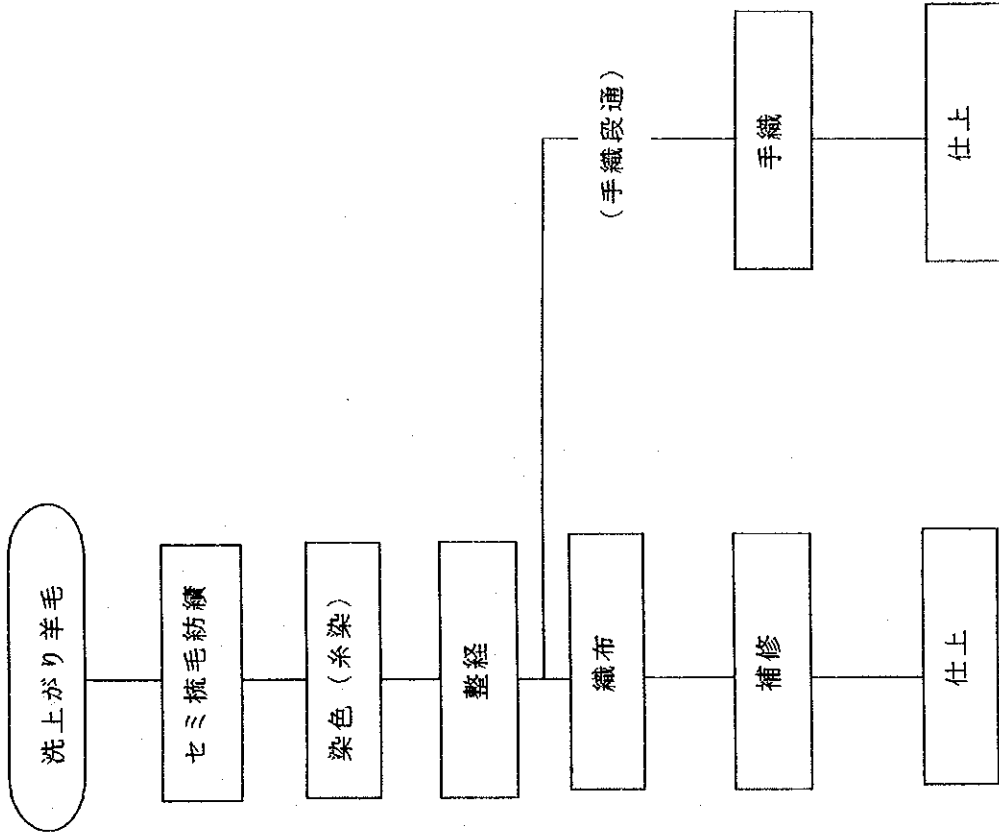 洗上がり羊毛
セミ梳毛紡績
染色（糸染）
整経
織布
補修
仕上
（手織段通）
手織
仕上